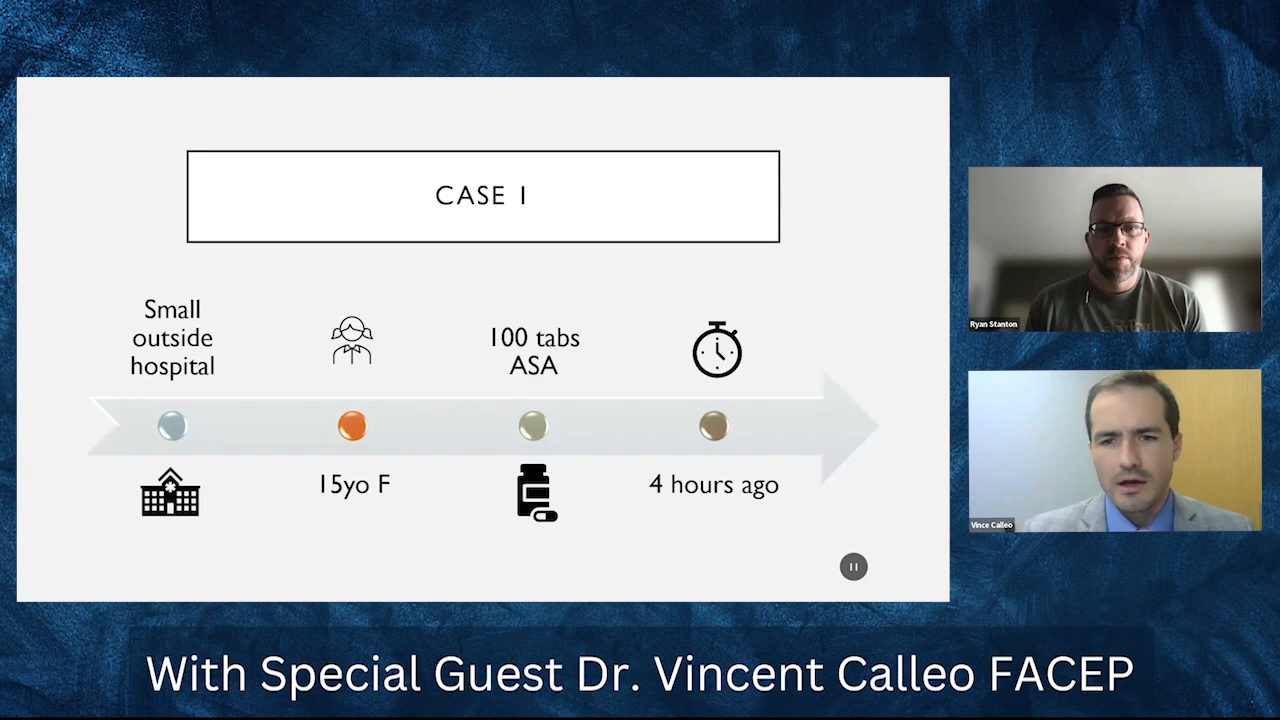 CASE 1
Small
outside
hospital
100 tabs
ASA
15yo F
4 hours ago
11
Ryan Stanton
Vince Calleo
With Special Guest Dr. Vincent Calleo FACEP